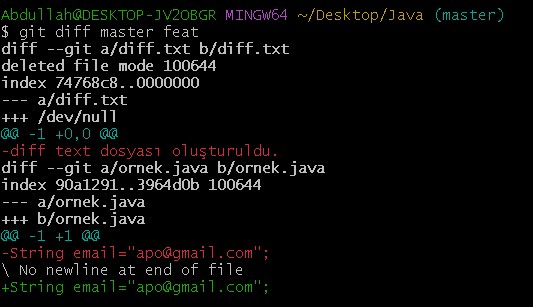 Abdullah@DESKTOP-JV2OBGR MINGW64 ~/Desktop/Java (master)
$ git diff master feat
diff --git a/diff.txt b/diff.txt
deleted file mode 100644
index 74768c8..0000000
--- a/diff.txt
+++ /dev/null
@@ -1 +0,0 @@
-diff text dosyası oluşturuldu.
diff --git a/ornek.java b/ornek.java
index 90a1291..3964d0b 100644
--- a/ornek.java
+++ b/ornek.java
@@ -1 +1 @@
-String email="apo@gmail.com";
\ No newline at end of file
+String email="apo@gmail.com";